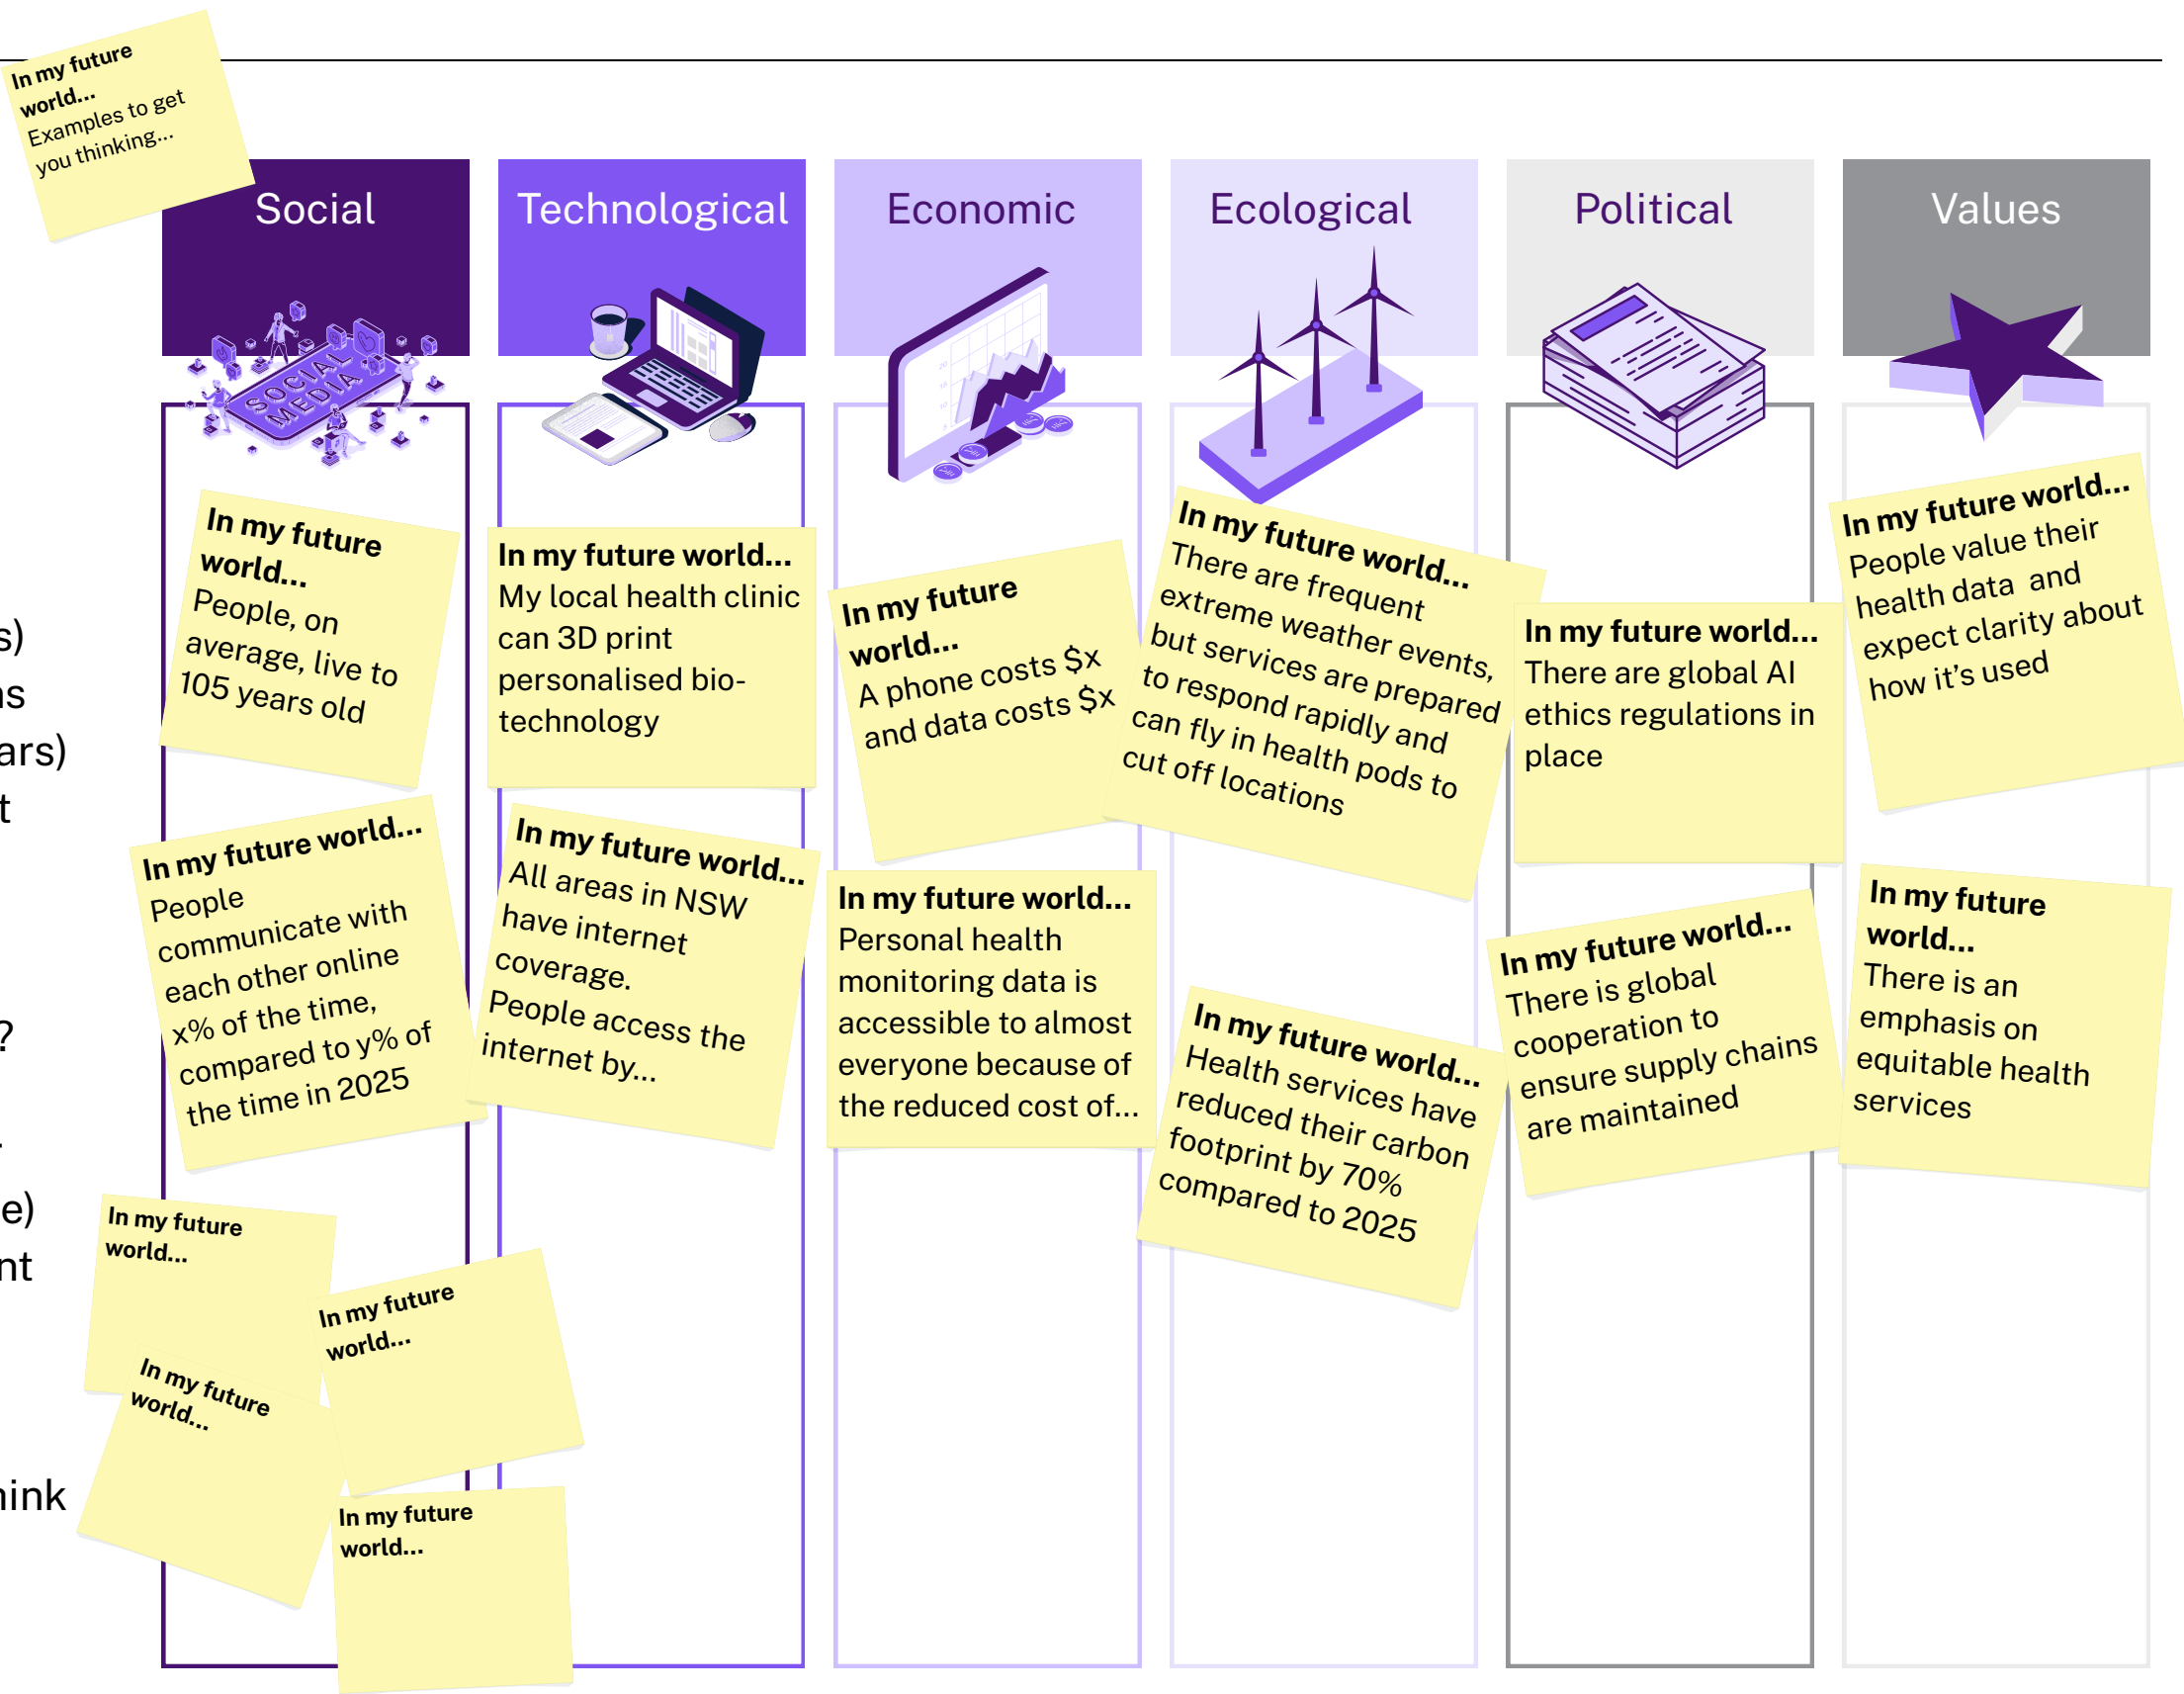 In my future
world...
Examples to get
you thinking...
Social
Technological
Economic
Ecological
Political
Values
SOCIAL
MEDIA
s)
ns
ars)
t
?
e)
nt
hink
In my future
world...
People, on
average, live to
105 years old
In my future world...
People
communicate with
each other online
x% of the time,
compared to y% of
the time in 2025
In my future
world...
In my future
world...
In my future
world...
In my future
world...
In my future world...
My local health clinic
can 3D print
personalised bio-
technology
In my future world...
All areas in NSW
have internet
coverage.
People access the
internet by...
In my future
world...
A phone costs $x
and data costs $x
In my future world...
Personal health
monitoring data is
accessible to almost
everyone because of
the reduced cost of...
In my future world...
There are frequent
extreme weather events,
but services are prepared
to respond rapidly and
can fly in health pods to
cut off locations
In my future world...
Health services have
reduced their carbon
footprint by 70%
compared to 2025
In my future world...
There are global AI
ethics regulations in
place
In my future world...
There is global
cooperation to
ensure supply chains
are maintained
In my future world...
People value their
health data  and
expect clarity about
how it's used
In my future
world...
There is an
emphasis on
equitable health
services